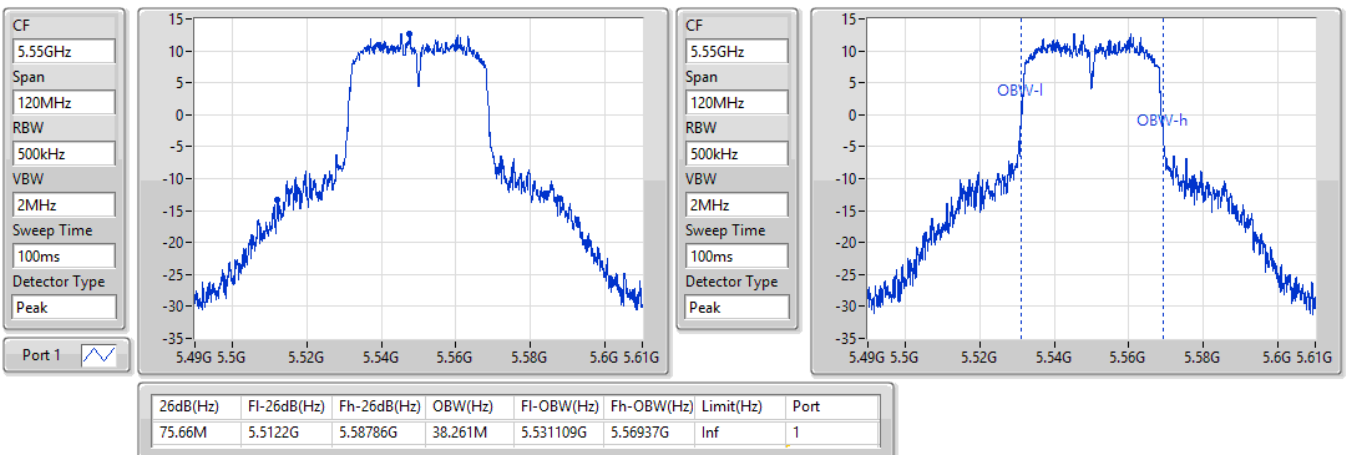 CF
5.55GHz
Span
120MHz
RBW
500kHz
VBW
2MHz
Sweep Time
100ms
Detector Type
Peak
Port 1
15
10
5
0
-5
-10
-15
-20
-25
-30
-35
5.49G 5.5G 5.52G 5.54G 5.56G 5.58G 5.6G 5.61G
CF
5.55GHz
Span
120MHz
RBW
500kHz
VBW
2MHz
Sweep Time
100ms
Detector Type
Peak
15
10
5
0
-5
-10
-15
-20
-25
-30
-35
OBW-l
OBW-h
5.49G 5.5G 5.52G 5.54G 5.56G 5.58G 5.6G 5.61G
26dB(Hz) Fl-26dB(Hz) Fh-26dB(Hz) OBW(Hz) Fl-OBW(Hz) Fh-OBW(Hz) Limit(Hz) Port
75.66M 5.5122G 5.58786G 38.261M 5.531109G 5.56937G Inf 1